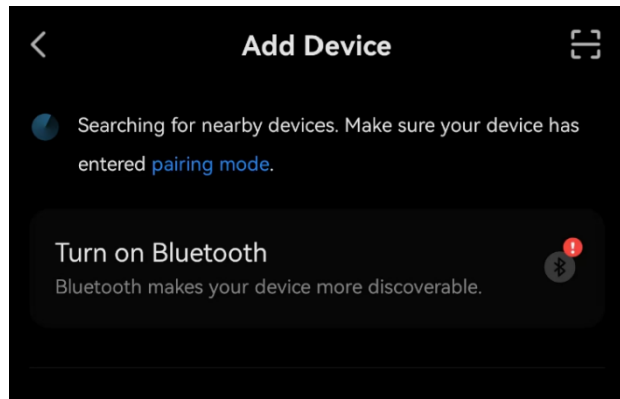 Add Device
Searching for nearby devices. Make sure your device has
entered pairing mode.
Turn on Bluetooth
Bluetooth makes your device more discoverable.